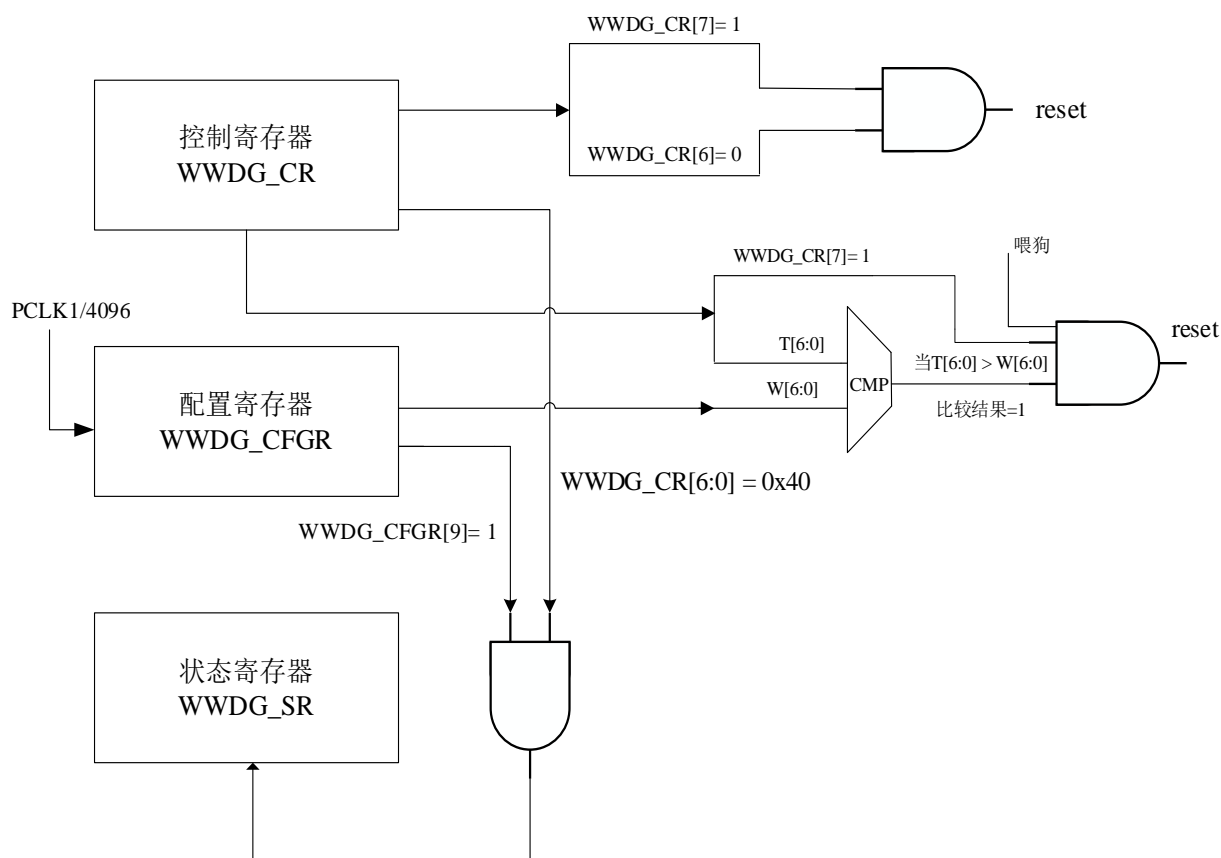 WWDG_CR[7]= 1
控制寄存器
WWDG_CR
reset
WWDG_CR[6]= 0
喂狗
WWDG_CR[7]= 1
PCLK1/4096
reset
T[6:0]
当T[6:0] > W[6:0]
CMP
W[6:0]
配置寄存器
WWDG_CFGR
比较结果=1
WWDG_CR[6:0] = 0x40
WWDG_CFGR[9]= 1
状态寄存器
WWDG_SR